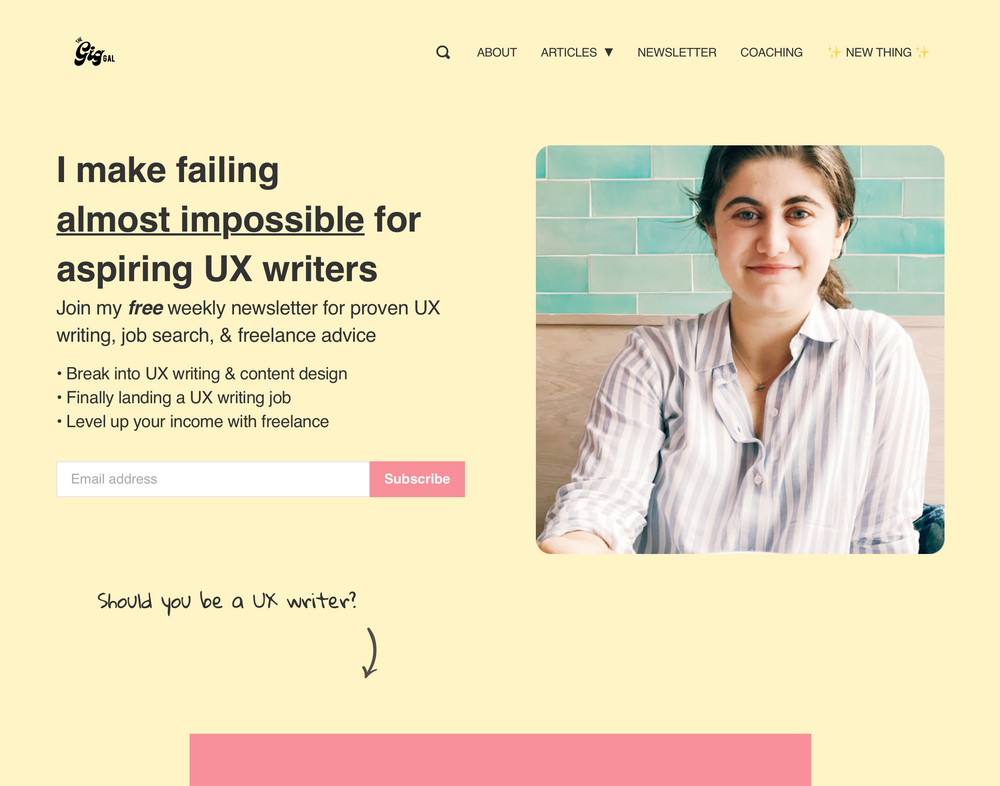 THE
Gig GAL
ABOUT
ARTICLES ▼
NEWSLETTER
COACHING
✨ NEW THING ✨
I make failing
almost impossible for
aspiring UX writers
Join my free weekly newsletter for proven UX
writing, job search, & freelance advice
• Break into UX writing & content design
• Finally landing a UX writing job
• Level up your income with freelance
Email address
Subscribe
Should you be a UX writer?